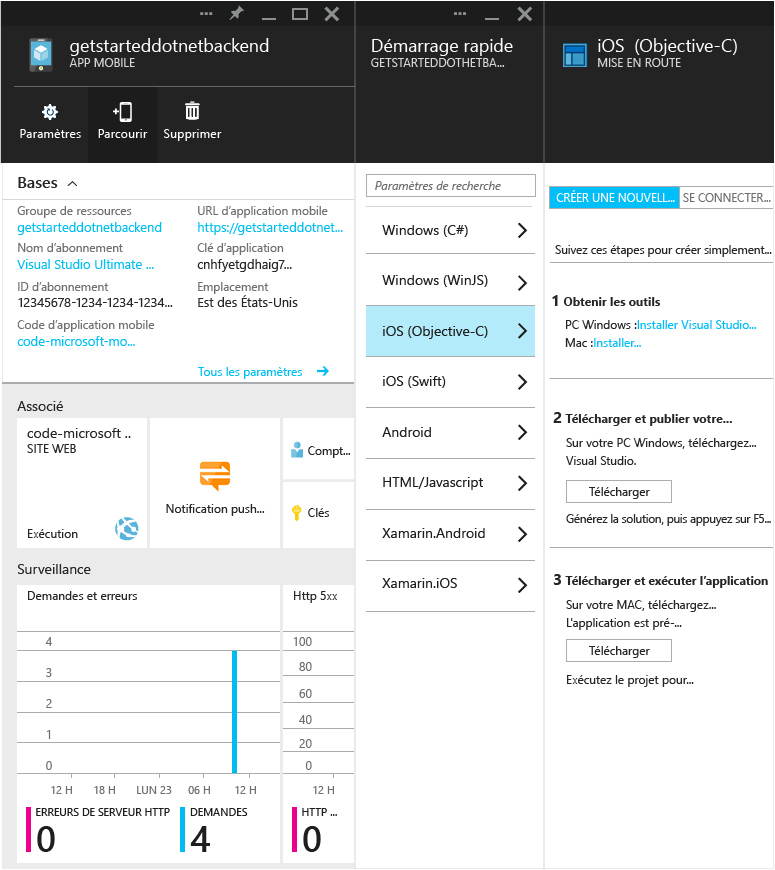 getstarteddotnetbackend
APP MOBILE
Paramètres
Parcourir
Supprimer
Bases
Groupe de ressources
getstarteddotnetbackend
Nom d’abonnement
Visual Studio Ultimate ...
ID d’abonnement
12345678-1234-1234-1234...
Code d’application mobile
code-microsoft-mo...
URL d’application mobile
https://getstarteddotnet...
Clé d’application
cnhfyetgdhaig7...
Emplacement
Est des États-Unis
Tous les paramètres
Associé
code-microsoft ..
SITE WEB
Exécution
Notification push...
Compt...
Clés
Surveillance
Demandes et erreurs
4
3
2
1
0
12 H
18 H
LUN 23
06 H
12 H
ERREURS DE SERVEUR HTTP
0
DEMANDES
4
Http 5xx
100
80
60
40
20
0
12 H
HTTP ...
0
Démarrage rapide
GETSTARTEDDOTHETBA...
Paramètres de recherche
Windows (C#)
Windows (WinJS)
iOS (Objective-C)
iOS (Swift)
Android
HTML/Javascript
Xamarin.Android
Xamarin.iOS
iOS (Objective-C)
MISE EN ROUTE
CRÉER UNE NOUVELL...
SE CONNECTER...
Suivez ces étapes pour créer simplement...
1 Obtenir les outils
PC Windows :Installer Visual Studio...
Mac :Installer...
2 Télécharger et publier votre...
Sur votre PC Windows, téléchargez...
Visual Studio.
Télécharger
Générez la solution, puis appuyez sur F5...
3 Télécharger et exécuter l’application
Sur votre MAC, téléchargez...
L'application est pré-...
Télécharger
Exécutez le projet pour...